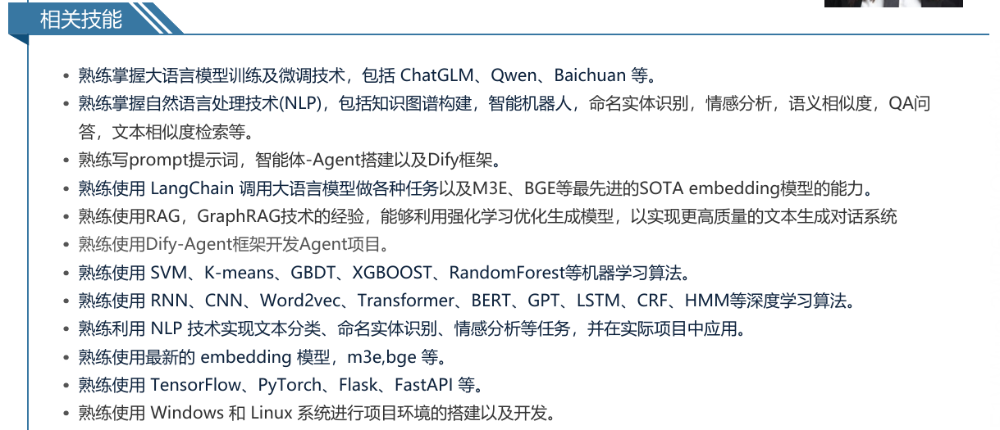 相关技能
• 熟练掌握大语言模型训练及微调技术，包括 ChatGLM、Qwen、Baichuan 等。
• 熟练掌握自然语言处理技术(NLP)，包括知识图谱构建，智能机器人，命名实体识别，情感分析，语义相似度，QA问
答，文本相似度检索等。
• 熟练写prompt提示词，智能体-Agent搭建以及Dify框架。
• 熟练使用 LangChain 调用大语言模型做各种任务以及M3E、BGE等最先进的SOTA embedding模型的能力。
• 熟练使用RAG，GraphRAG技术的经验，能够利用强化学习优化生成模型，以实现更高质量的文本生成对话系统
• 熟练使用Dify-Agent框架开发Agent项目。
• 熟练使用 SVM、K-means、GBDT、XGBOOST、RandomForest等机器学习算法。
• 熟练使用 RNN、CNN、Word2vec、Transformer、BERT、GPT、LSTM、CRF、HMM等深度学习算法。
• 熟练利用 NLP 技术实现文本分类、命名实体识别、情感分析等任务，并在实际项目中应用。
• 熟练使用最新的 embedding 模型，m3e,bge 等。
• 熟练使用 TensorFlow、PyTorch、Flask、FastAPI 等。
• 熟练使用 Windows 和 Linux 系统进行项目环境的搭建以及开发。